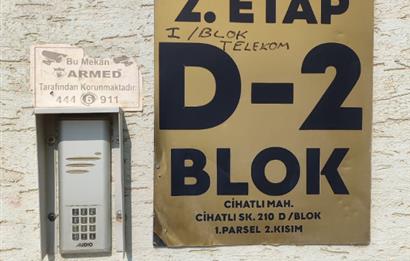 Bu Mekân
ARMED
Tarafından Korunmaktadır.
444 6 911
AUDIO
2. ETAP
I / BLOK
TELEKOM
D-2
BLOK
CİHATLI MAH.
CİHATLI SK. 210 D /BLOK
1.PARSEL 2.KISIM